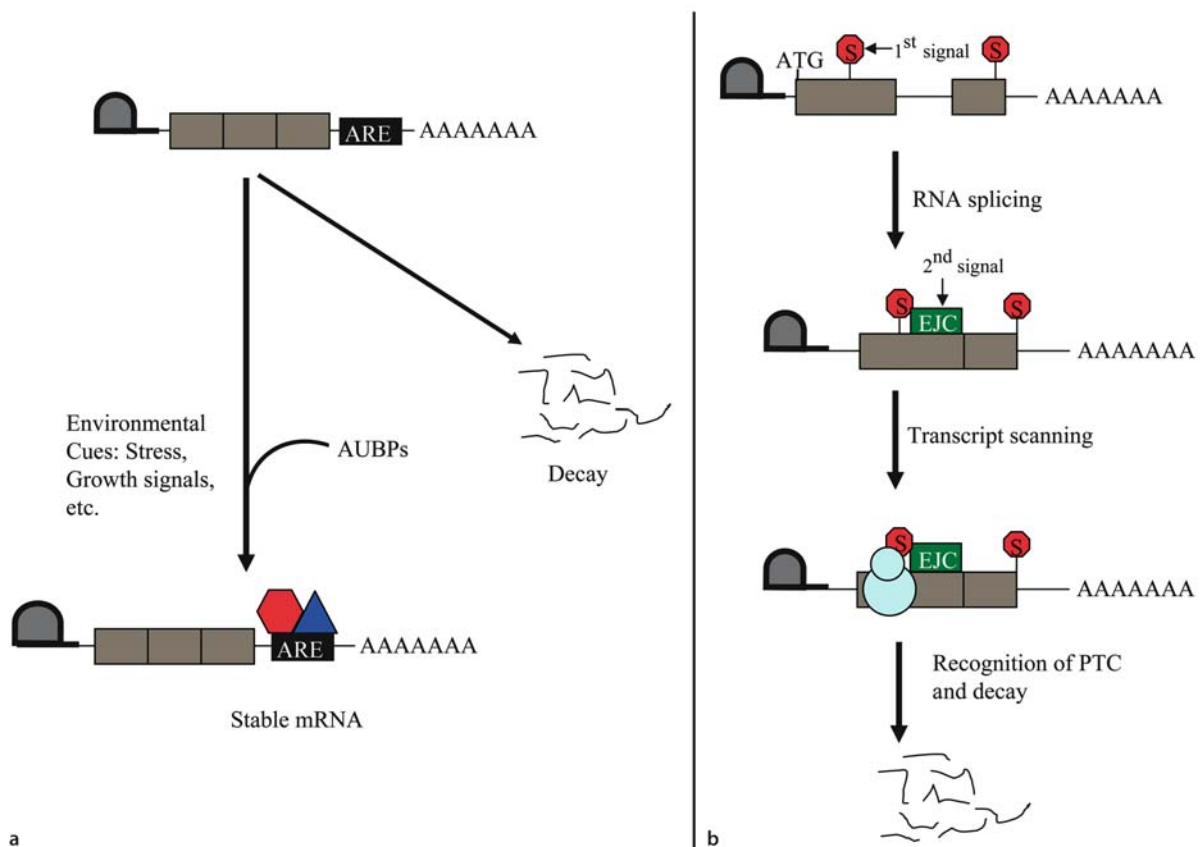 ARE
AAAAAAA
Environmental
Cues: Stress,
Growth signals,
etc.
AUBPs
Decay
ARE
AAAAAAA
Stable mRNA
a
S
1st signal
S
ATG
AAAAAAA
RNA splicing
2nd signal
S
EJC
S
AAAAAAA
Transcript scanning
S
EJC
S
AAAAAAA
Recognition of PTC
and decay
b